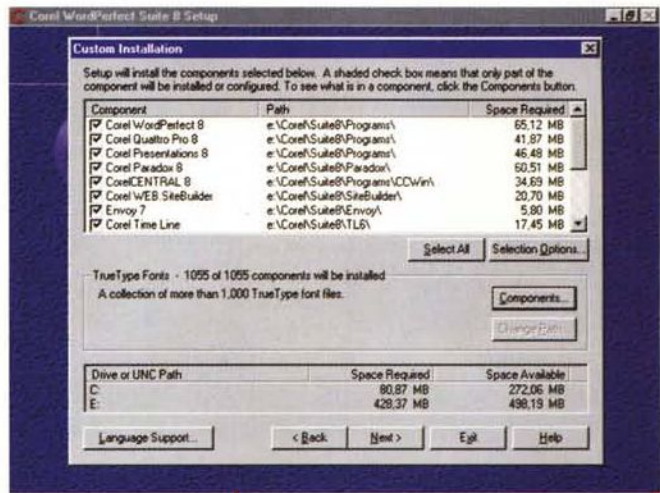 Corel WordPerfect Suite 8 Setup
Custom Installation
Setup will install the components selected below. A shaded check box means that only part of the
component will be installed or configured. To see what is in a component, click the Components button.
Component Path Space Required
Corel WordPerfect 8 e:\Corel\Suite8\Programs\ 65,12 MB
Corel Quattro Pro 8 e:\Corel\Suite8\Programs\ 41,87 MB
Corel Presentations 8 e:\Corel\Suite8\Programs\ 46,48 MB
Corel Paradox 8 e:\Corel\Suite8\Paradox\ 60,51 MB
CorelCENTRAL 8 e:\Corel\Suite8\Programs\CCWin\ 34,69 MB
Corel WEB.SiteBuilder e:\Corel\Suite8\SiteBuilder\ 20,70 MB
Envoy 7 e:\Corel\Suite8\Envoy\ 5,80 MB
Corel Time Line e:\Corel\Suite8\TL6\ 17,45 MB
Select All Selection Options...
TrueType Fonts - 1055 of 1055 components will be installed
A collection of more than 1,000 TrueType font files.
Components...
Change Path...
Drive or UNC Path Space Required Space Available
C: 80,87 MB 272,06 MB
E: 428,37 MB 498,19 MB
Language Support... < Back Next > Exit Help